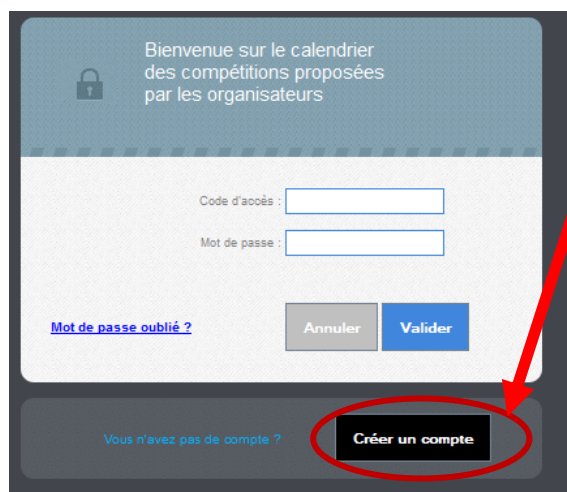 Bienvenue sur le calendrier
des compétitions proposées
par les organisateurs
Code d'accès :
Mot de passe :
Mot de passe oublié ?
Annuler
Valider
Vous n'avez pas de compte ?
Créer un compte